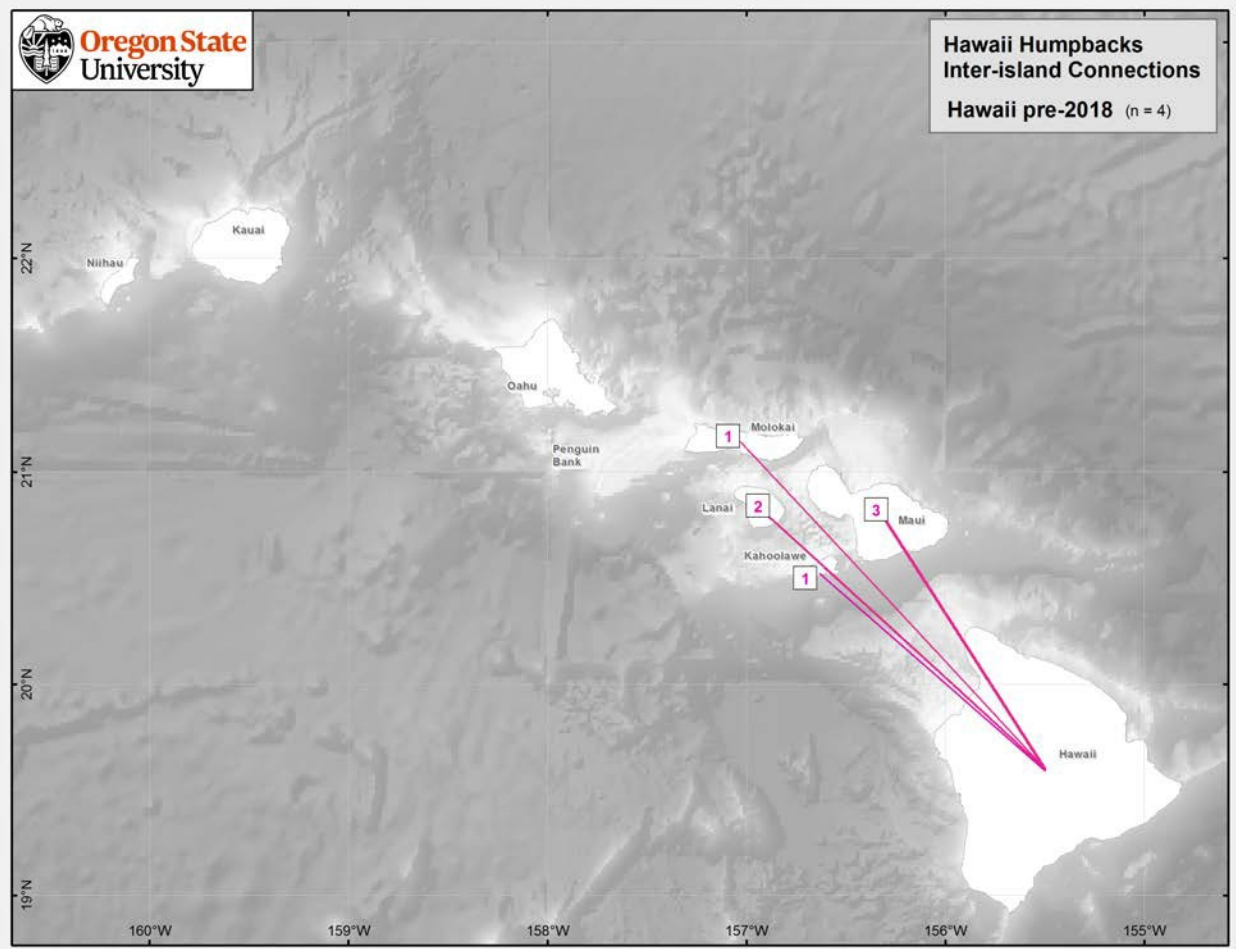 Oregon State
University
Hawaii Humpbacks
Inter-island Connections
Hawaii pre-2018 (n = 4)
Kauai
22°N
Niihau
Oahu
1
Molokai
Penguin
Bank
21°N
Lanai
2
3
Maui
Kahoolawe
1
20°N
Hawaii
19°N
160°W
159°W
158°W
157°W
156°W
155°W